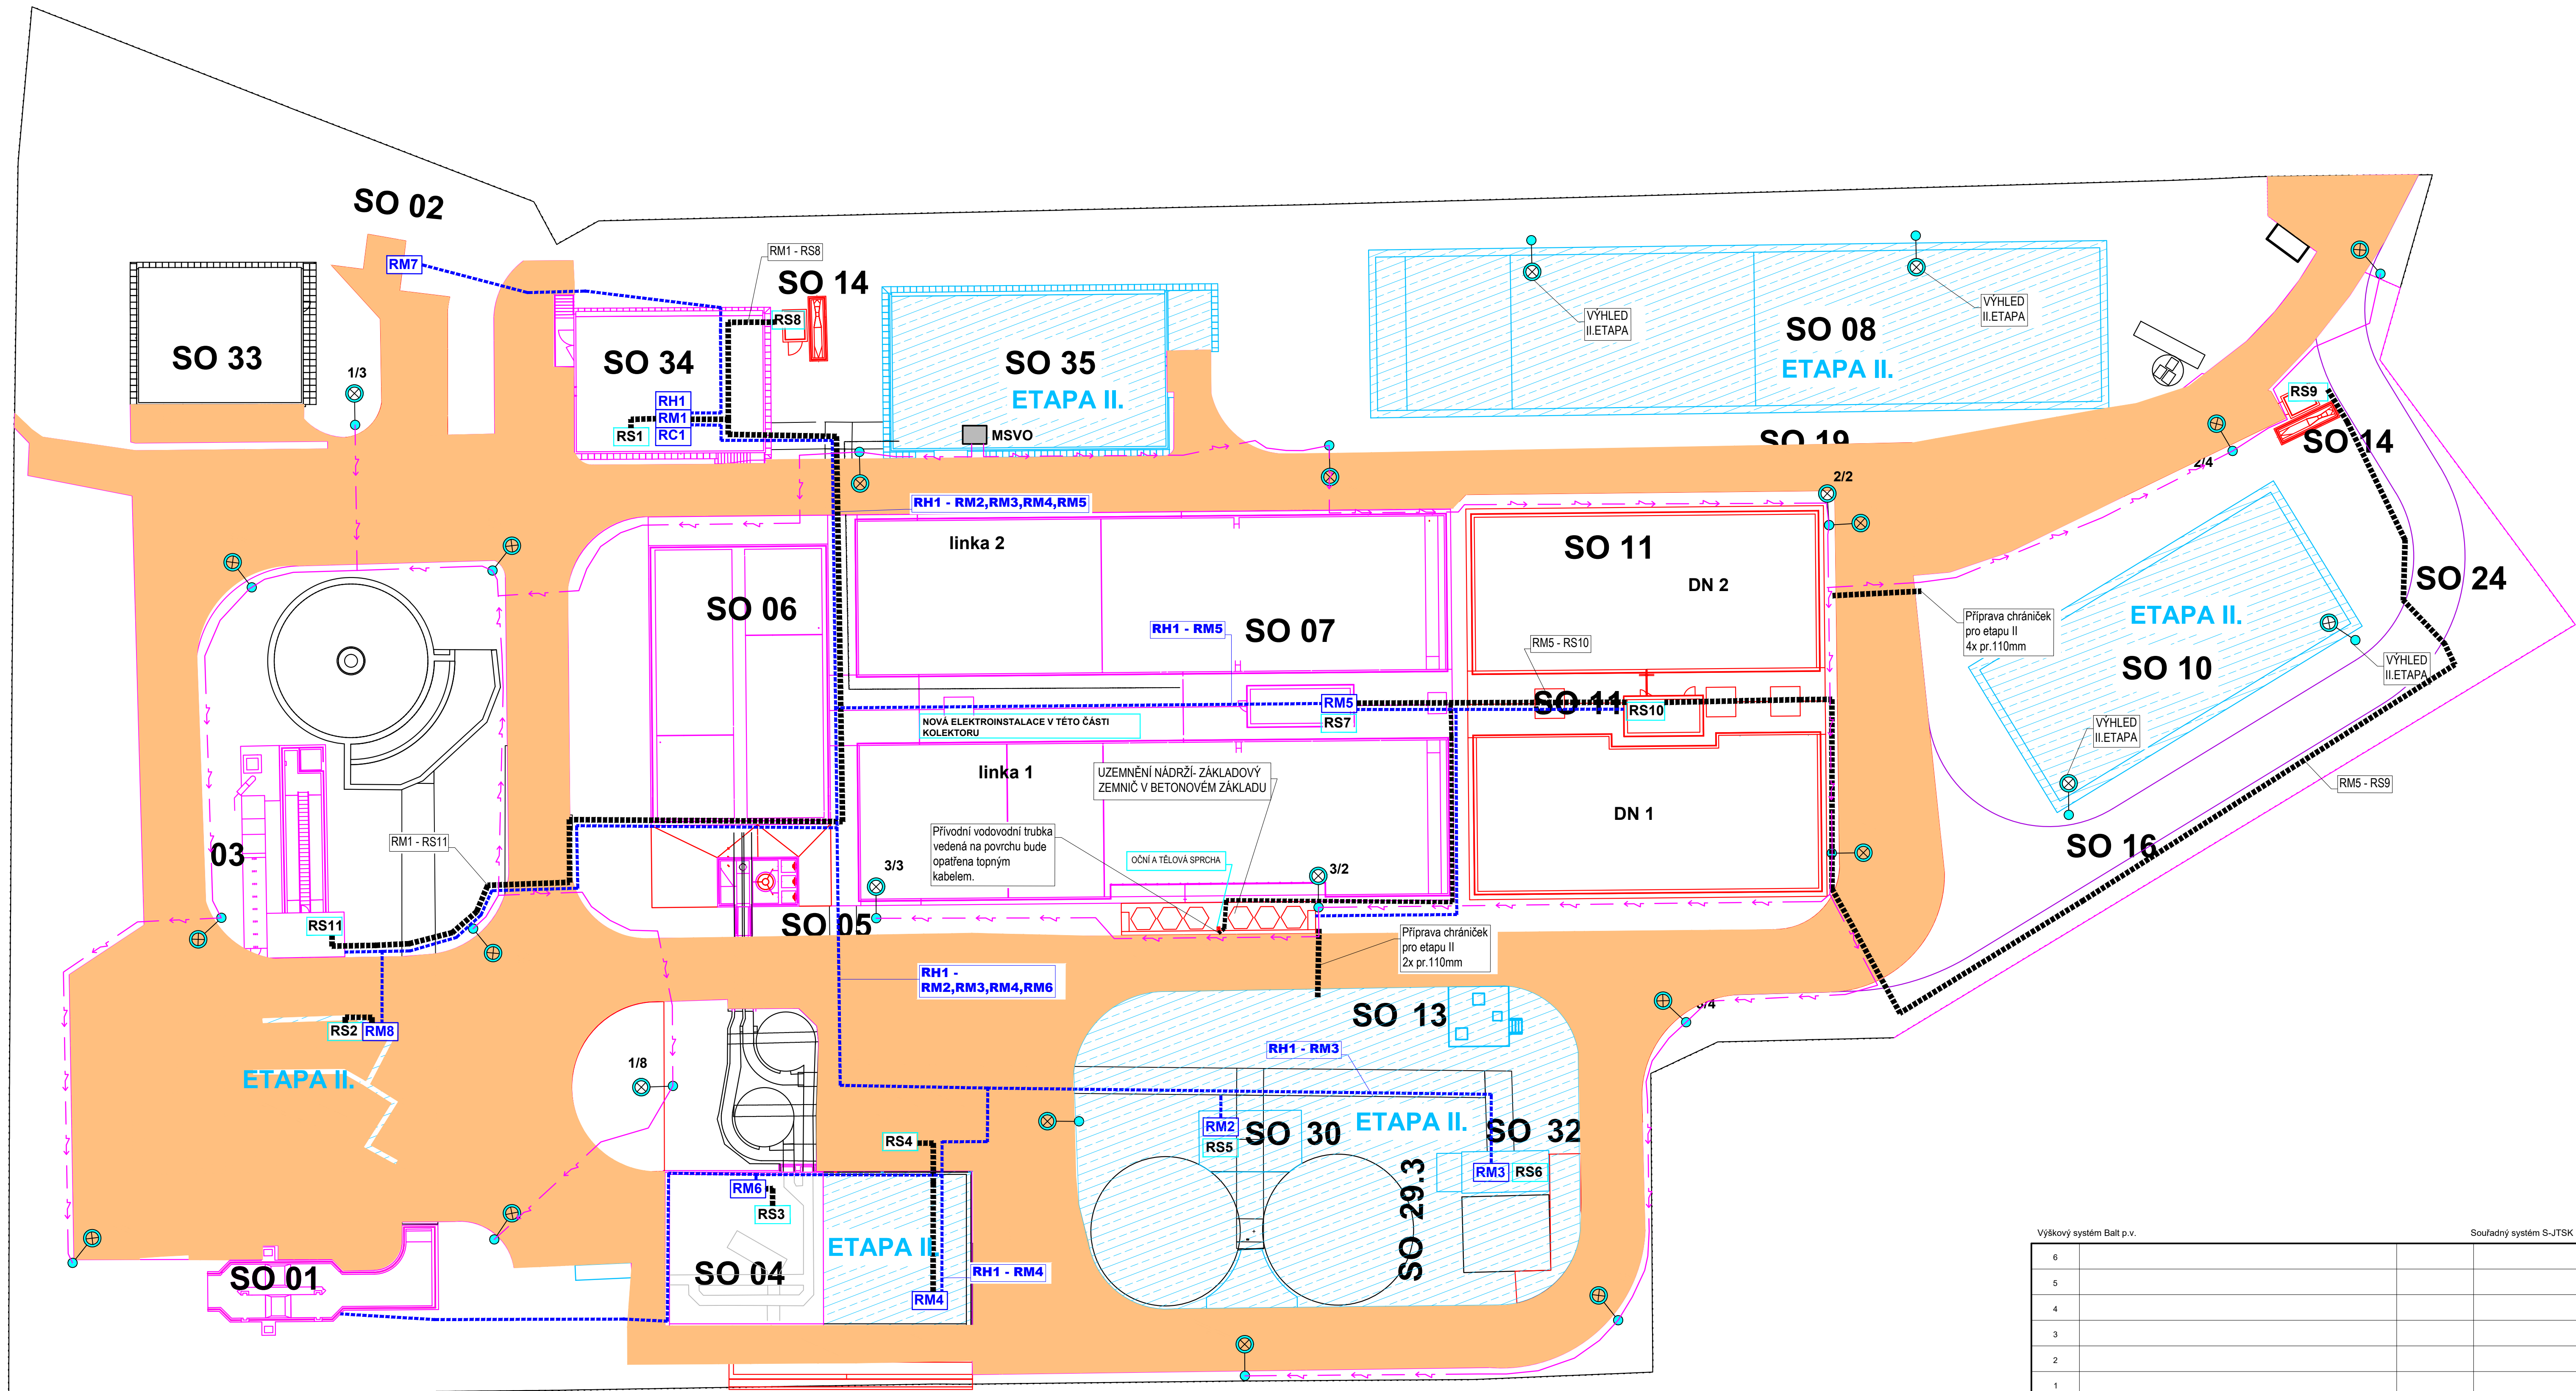 SO 02
RM7
RM1 - RS8
SO 14
RS8
SO 33
1/3
SO 34
RH1
RM1
RC1
RS1
SO 35
ETAPA II.
MSVO
VÝHLED
II.ETAPA
VÝHLED
II.ETAPA
SO 08
ETAPA II.
SO 19
RS9
SO 14
2/4
2/2
RH1 - RM2,RM3,RM4,RM5
linka 2
SO 11
DN 2
SO 06
SO 07
RH1 - RM5
RM5 - RS10
SO 24
Příprava chrániček
pro etapu II
4x pr.110mm
ETAPA II.
SO 10
VÝHLED
II.ETAPA
VÝHLED
II.ETAPA
NOVÁ ELEKTROINSTALACE V TÉTO ČÁSTI
KOLEKTORU
RM5
RS7
SO 11
RS10
linka 1
UZEMNĚNÍ NÁDRŽÍ- ZÁKLADOVÝ
ZEMNIČ V BETONOVÉM ZÁKLADU
RM5 - RS9
DN 1
SO 16
03
RM1 - RS11
Přívodní vodovodní trubka
vedená na povrchu bude
opatřena topným
kabelem.
OČNÍ A TĚLOVÁ SPRCHA
3/3
3/2
RS11
SO 05
Příprava chrániček
pro etapu II
2x pr.110mm
RH1 -
RM2,RM3,RM4,RM6
RS2
RM8
ETAPA II.
1/8
SO 13
3/4
RH1 - RM3
RS4
RM2
RS5
SO 30
ETAPA II.
SO 32
RM3
RS6
SO 29.3
RM6
RS3
ETAPA II
SO 01
SO 04
RH1 - RM4
RM4
Výškový systém Balt p.v.
Souřadný systém S-JTSK
6
5
4
3
2
1